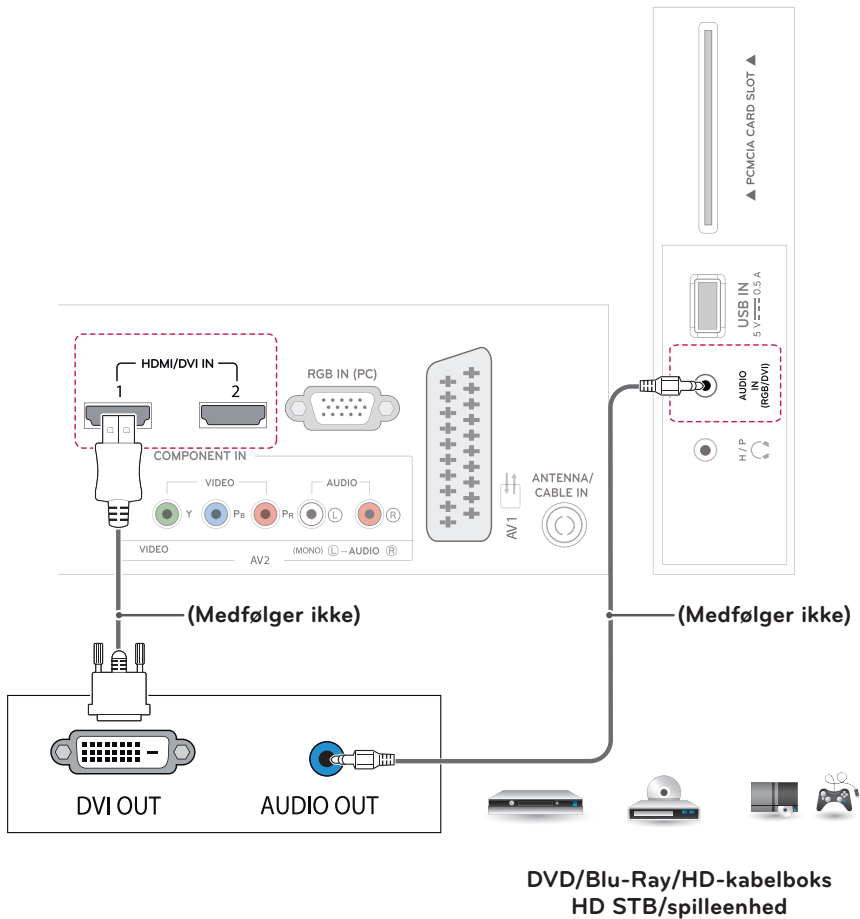 ▲ PCMCIA CARD SLOT ▲
USB IN
5 V 0.5 A
AUDIO
IN
(RGB/DVI)
H / P
HDMI/DVI IN
1 2
RGB IN (PC)
COMPONENT IN
VIDEO AUDIO
Y PB PR L R
VIDEO (MONO) L – AUDIO R
AV2
AV1
ANTENNA/
CABLE IN
(Medfølger ikke)
(Medfølger ikke)
DVI OUT
AUDIO OUT
DVD/Blu-Ray/HD-kabelboks
HD STB/spilleenhed